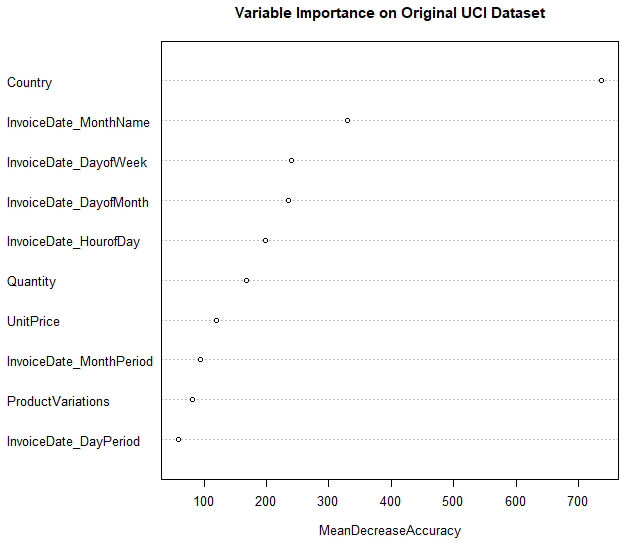 Variable Importance on Original UCI Dataset
Country
InvoiceDate_MonthName
InvoiceDate_DayofWeek
InvoiceDate_DayofMonth
InvoiceDate_HourofDay
Quantity
UnitPrice
InvoiceDate_MonthPeriod
ProductVariations
InvoiceDate_DayPeriod
100 200 300 400 500 600 700
MeanDecreaseAccuracy